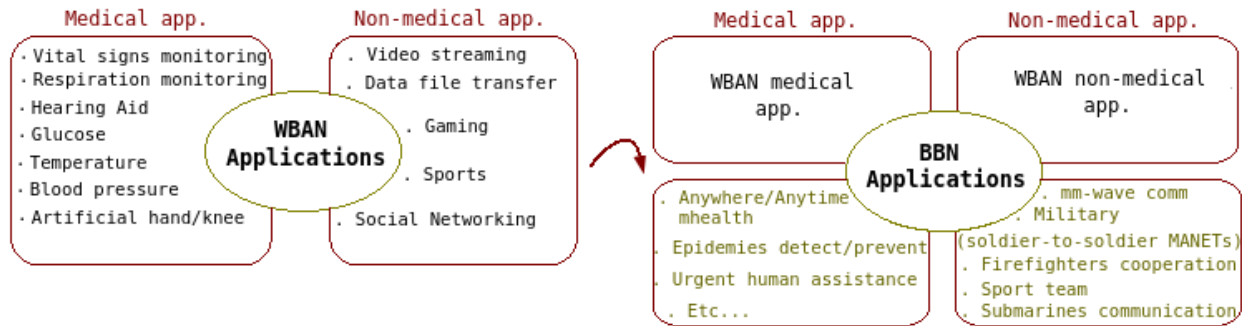 Medical app.
· Vital signs monitoring
· Respiration monitoring
· Hearing Aid
· Glucose
· Temperature
· Blood pressure
· Artificial hand/knee
Non-medical app.
. Video streaming
. Data file transfer
. Gaming
. Sports
. Social Networking
WBAN
Applications
Medical app.
WBAN medical
app.
Non-medical app.
WBAN non-medical
app.
BBN
Applications
. Anywhere/Anytime
mhealth
. Epidemies detect/prevent
. Urgent human assistance
. Etc...
. mm-wave comm
. Military
(soldier-to-soldier MANETs)
. Firefighters cooperation
. Sport team
. Submarines communication